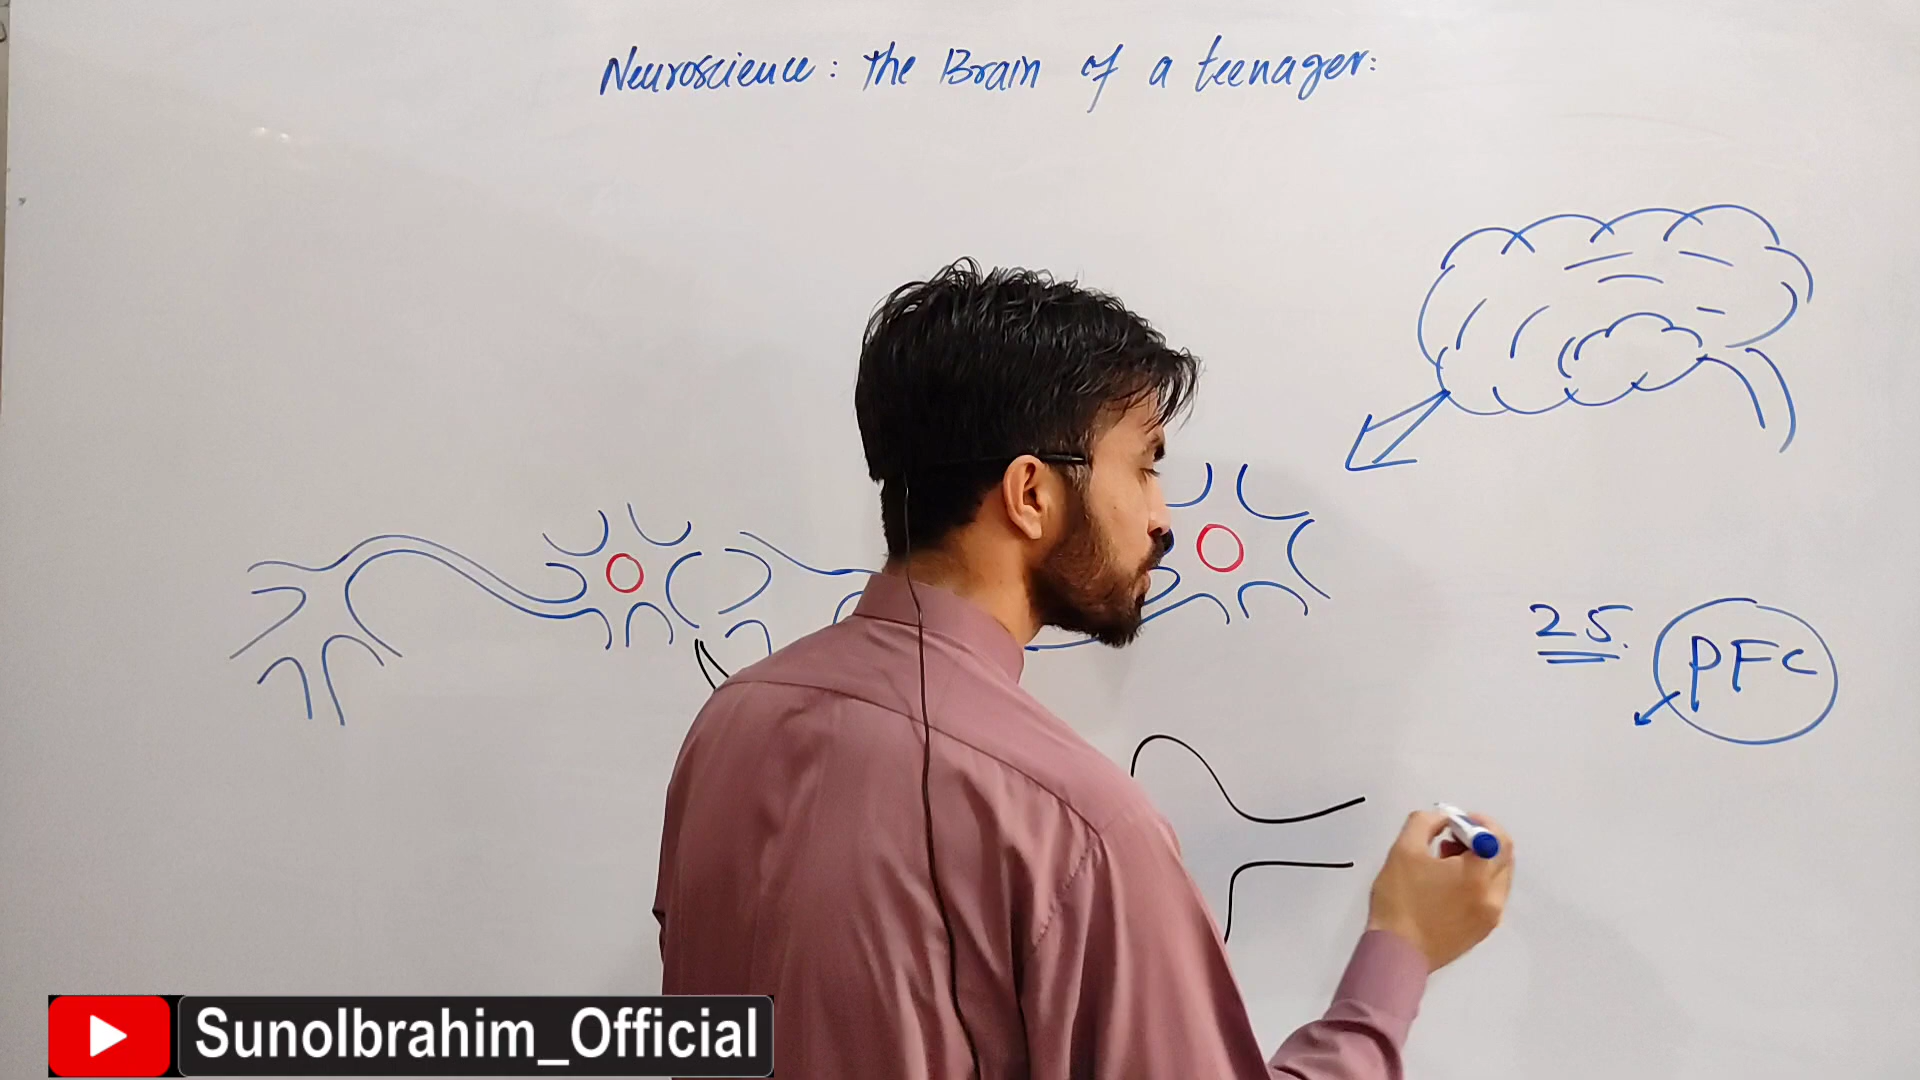 Neuroscience: the Brain of a teenager:
25.
PFC
SunoIbrahim_Official